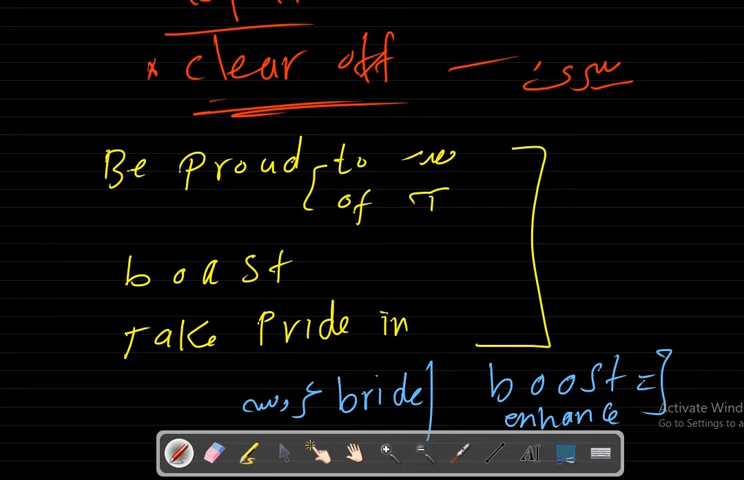 * clear off —
Be proud { to
of
boast
Take Pride in
bride | boost =
enhance
Activate Wind
Go to Settings to a
AI